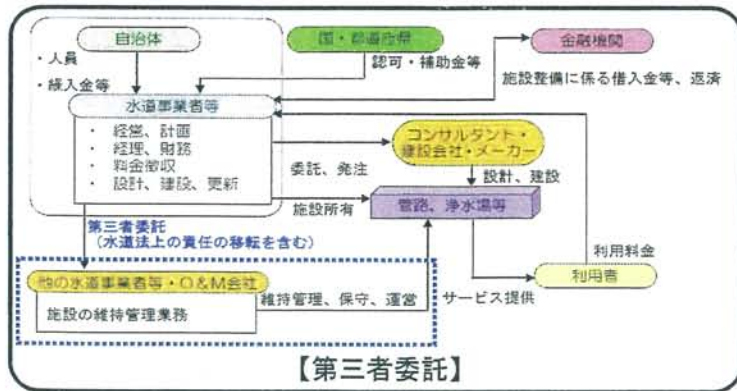 自治体
国・都道府県
金融機関
・人員
・繰入金等
認可・補助金等
施設整備に係る借入金等、返済
水道事業者等
・ 経営、計画
・ 経理、財務
・ 料金徴収
・ 設計、建設、更新
コンサルタント・
建設会社・メーカー
委託、発注
設計、建設
施設所有
管路、浄水場等
第三者委託
(水道法上の責任の移転を含む)
利用料金
他の水道事業者等・O&M会社
維持管理、保守、運営
利用者
サービス提供
施設の維持管理業務
【第三者委託】